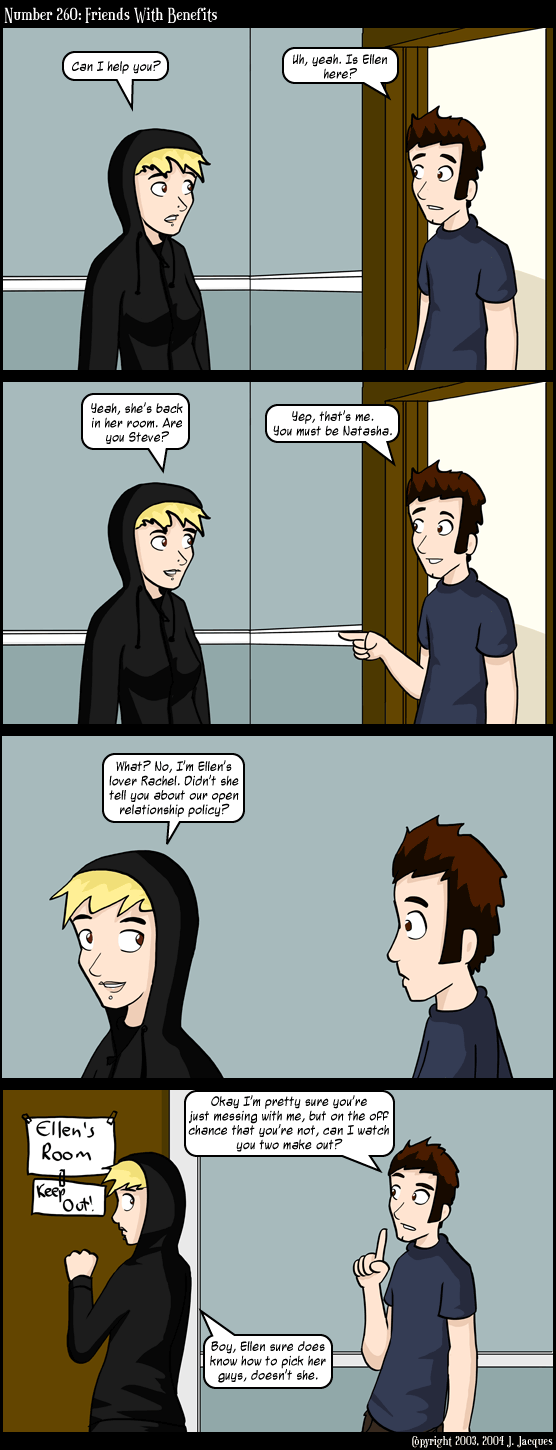 Number 260: Friends With Benefits
Can I help you?
Uh, yeah. Is Ellen
here?
Yeah, she's back
in her room. Are
you Steve?
Yep, that's me.
You must be Natasha.
What? No, I'm Ellen's
lover Rachel. Didn't she
tell you about our open
relationship policy?
Okay I'm pretty sure you're
just messing with me, but on the off
chance that you're not, can I watch
you two make out?
Ellen's
Room
Keep
Out!
Boy, Ellen sure does
know how to pick her
guys, doesn't she.
Copyright 2003, 2004 J. Jacques